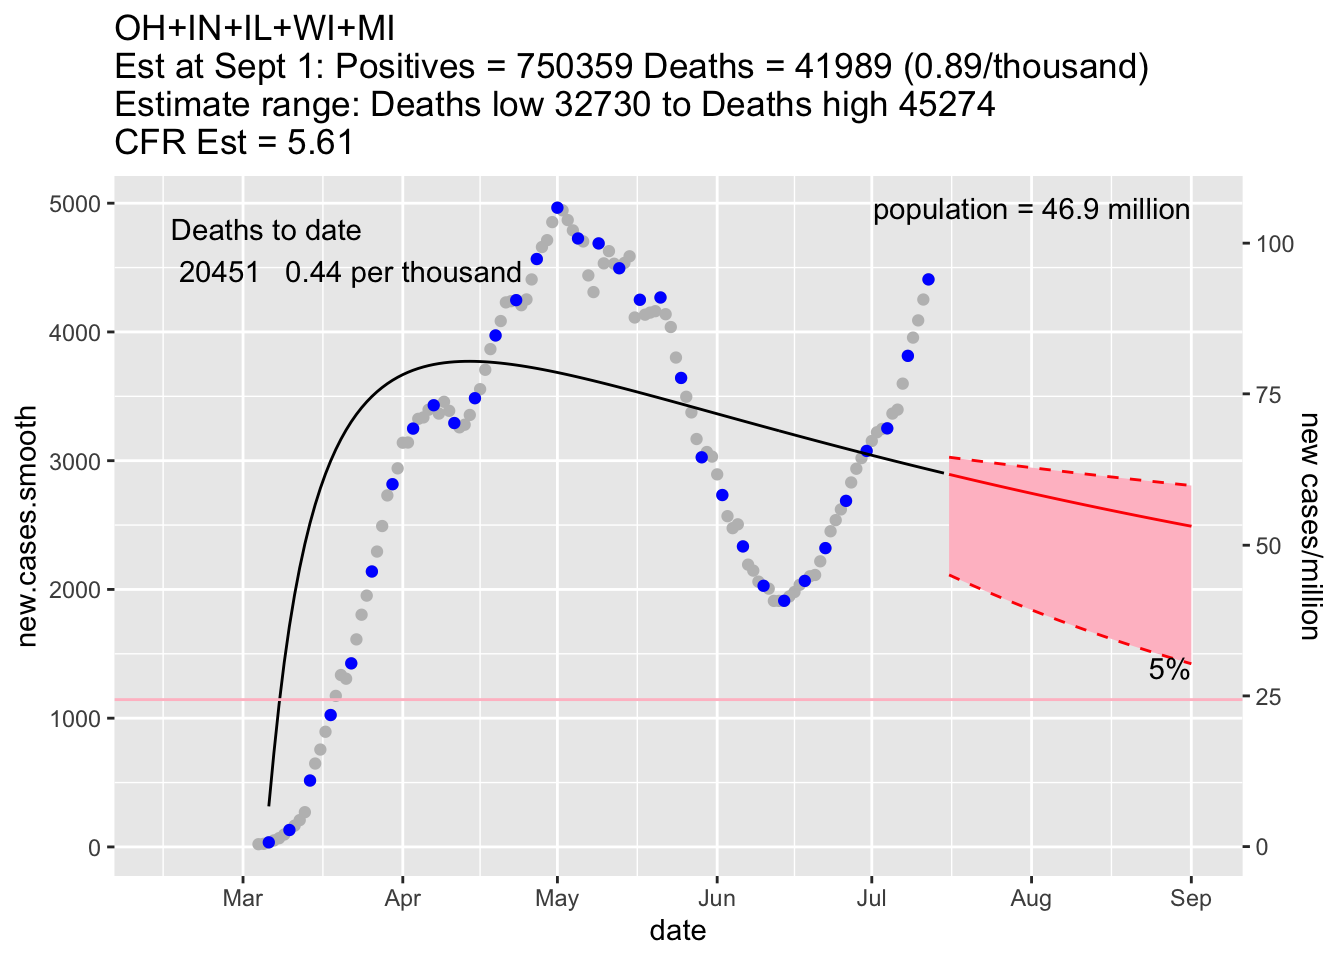 OH+IN+IL+WI+MI
Est at Sept 1: Positives = 750359 Deaths = 41989 (0.89/thousand)
Estimate range: Deaths low 32730 to Deaths high 45274
CFR Est = 5.61
5000
4000
3000
2000
1000
0
new.cases.smooth
Deaths to date
20451 0.44 per thousand
population = 46.9 million
5%
100
75
50
25
0
new cases/million
Mar Apr May Jun Jul Aug Sep
date